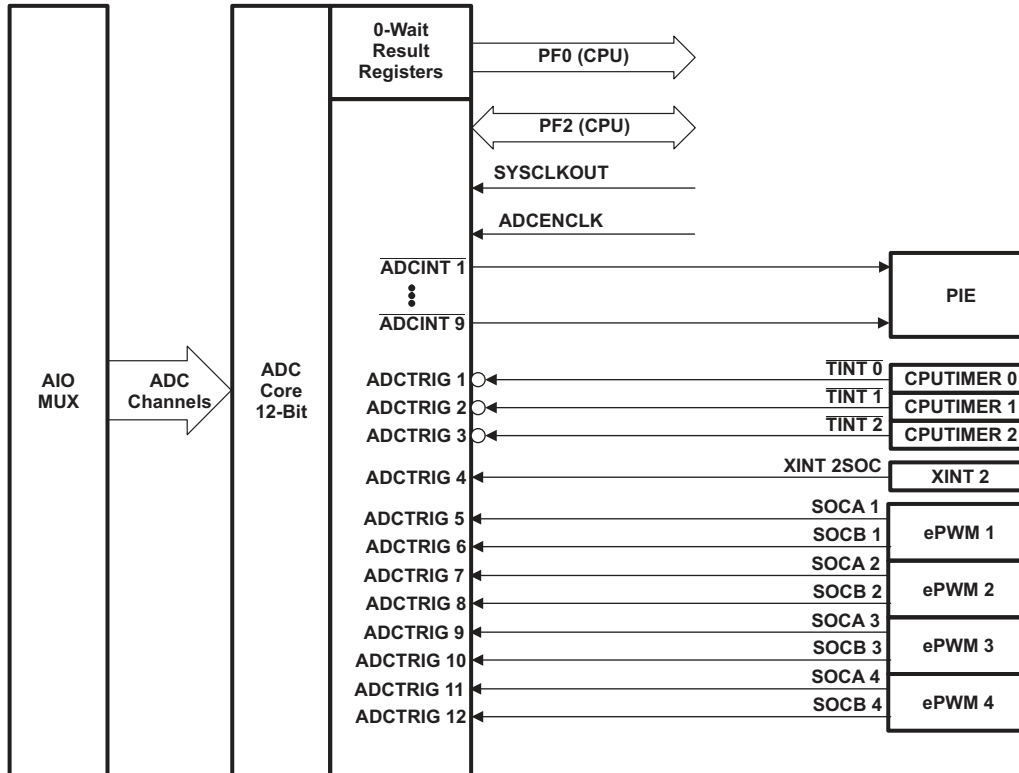 0-Wait
Result
Registers
PF0 (CPU)
PF2 (CPU)
SYSCLKOUT
ADCENCLK
ADCINT 1
ADCINT 9
PIE
AIO
MUX
ADC
Channels
ADC
Core
12-Bit
ADCTRIG 1
TINT 0
CPUTIMER 0
ADCTRIG 2
TINT 1
CPUTIMER 1
ADCTRIG 3
TINT 2
CPUTIMER 2
ADCTRIG 4
XINT 2SOC
XINT 2
ADCTRIG 5
SOCA 1
ADCTRIG 6
SOCB 1
ePWM 1
ADCTRIG 7
SOCA 2
ADCTRIG 8
SOCB 2
ePWM 2
ADCTRIG 9
SOCA 3
ADCTRIG 10
SOCB 3
ePWM 3
ADCTRIG 11
SOCA 4
ADCTRIG 12
SOCB 4
ePWM 4